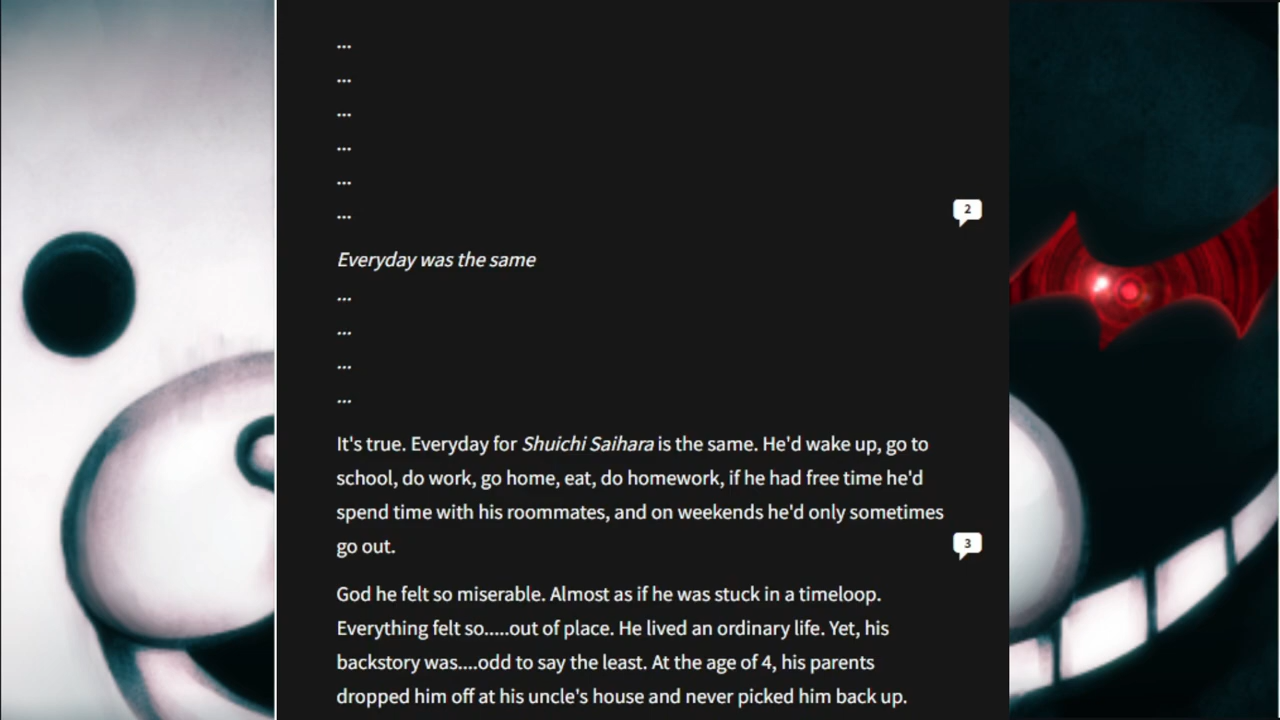 ...
...
...
...
...
...
2
Everyday was the same
...
...
...
...
It's true. Everyday for Shuichi Saihara is the same. He'd wake up, go to
school, do work, go home, eat, do homework, if he had free time he'd
spend time with his roommates, and on weekends he'd only sometimes
go out.
3
God he felt so miserable. Almost as if he was stuck in a timeloop.
Everything felt so.....out of place. He lived an ordinary life. Yet, his
backstory was....odd to say the least. At the age of 4, his parents
dropped him off at his uncle's house and never picked him back up.